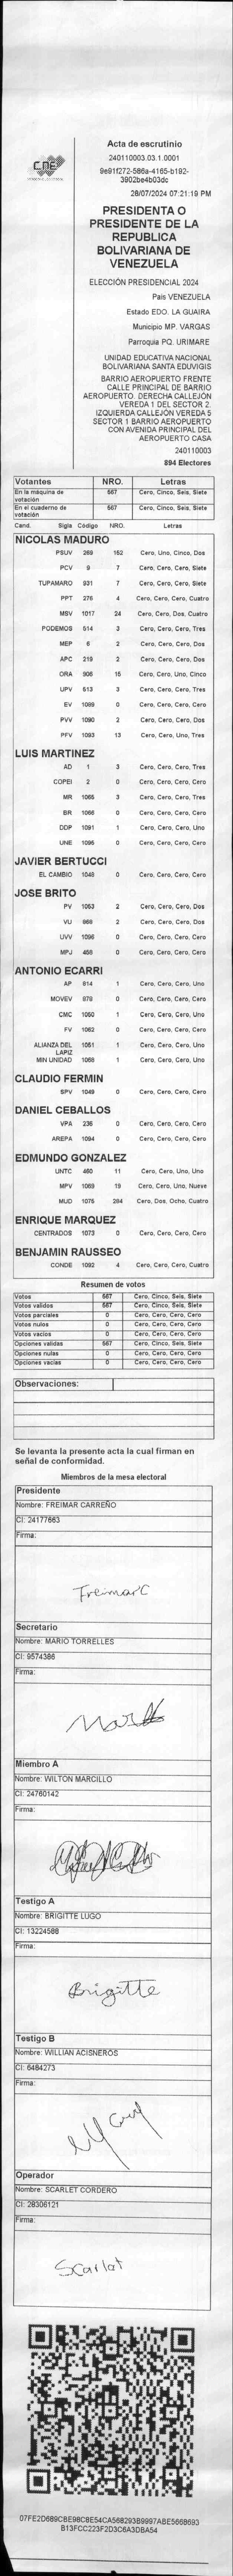 CNE
Acta de escrutinio
240110003.03.1.0001
9e91f272-586a-4165-b192-
3902be4b03dc
28/07/2024 07:21:19 PM
PRESIDENTA O
PRESIDENTE DE LA
REPUBLICA
BOLIVARIANA DE
VENEZUELA
ELECCIÓN PRESIDENCIAL 2024
País VENEZUELA
Estado EDO. LA GUAIRA
Municipio MP. VARGAS
Parroquia PQ. URIMARE
UNIDAD EDUCATIVA NACIONAL
BOLIVARIANA SANTA EDUVIGIS
BARRIO AEROPUERTO FRENTE
CALLE PRINCIPAL DE BARRIO
AEROPUERTO. DERECHA CALLEJÓN
VEREDA 1 DEL SECTOR 2.
IZQUIERDA CALLEJÓN VEREDA 5
SECTOR 1 BARRIO AEROPUERTO
CON AVENIDA PRINCIPAL DEL
AEROPUERTO CASA
240110003
894 Electores
Votantes NRO. Letras
En la máquina de votación 567 Cero, Cinco, Seis, Siete
En el cuaderno de votación 567 Cero, Cinco, Seis, Siete
Cand. Sigla Código NRO. Letras
NICOLAS MADURO
PSUV 269 152 Cero, Uno, Cinco, Dos
PCV 9 7 Cero, Cero, Cero, Siete
TUPAMARO 931 7 Cero, Cero, Cero, Siete
PPT 276 4 Cero, Cero, Cero, Cuatro
MSV 1017 24 Cero, Cero, Dos, Cuatro
PODEMOS 514 3 Cero, Cero, Cero, Tres
MEP 6 2 Cero, Cero, Cero, Dos
APC 219 2 Cero, Cero, Cero, Dos
ORA 906 15 Cero, Cero, Uno, Cinco
UPV 513 3 Cero, Cero, Cero, Tres
EV 1089 0 Cero, Cero, Cero, Cero
PVV 1090 2 Cero, Cero, Cero, Dos
PFV 1093 13 Cero, Cero, Uno, Tres
LUIS MARTINEZ
AD 1 3 Cero, Cero, Cero, Tres
COPEI 2 0 Cero, Cero, Cero, Cero
MR 1065 3 Cero, Cero, Cero, Tres
BR 1066 0 Cero, Cero, Cero, Cero
DDP 1091 1 Cero, Cero, Cero, Uno
UNE 1095 0 Cero, Cero, Cero, Cero
JAVIER BERTUCCI
EL CAMBIO 1048 0 Cero, Cero, Cero, Cero
JOSE BRITO
PV 1053 2 Cero, Cero, Cero, Dos
VU 868 2 Cero, Cero, Cero, Dos
UVV 1096 0 Cero, Cero, Cero, Cero
MPJ 458 0 Cero, Cero, Cero, Cero
ANTONIO ECARRI
AP 814 1 Cero, Cero, Cero, Uno
MOVEV 978 0 Cero, Cero, Cero, Cero
CMC 1050 1 Cero, Cero, Cero, Uno
FV 1062 0 Cero, Cero, Cero, Cero
ALIANZA DEL LAPIZ 1051 1 Cero, Cero, Cero, Uno
MIN UNIDAD 1068 1 Cero, Cero, Cero, Uno
CLAUDIO FERMIN
SPV 1049 0 Cero, Cero, Cero, Cero
DANIEL CEBALLOS
VPA 236 0 Cero, Cero, Cero, Cero
AREPA 1094 0 Cero, Cero, Cero, Cero
EDMUNDO GONZALEZ
UNTC 460 11 Cero, Cero, Uno, Uno
MPV 1069 19 Cero, Cero, Uno, Nueve
MUD 1075 284 Cero, Dos, Ocho, Cuatro
ENRIQUE MARQUEZ
CENTRADOS 1073 0 Cero, Cero, Cero, Cero
BENJAMIN RAUSSEO
CONDE 1092 4 Cero, Cero, Cero, Cuatro
Resumen de votos
Votos 567 Cero, Cinco, Seis, Siete
Votos validos 567 Cero, Cinco, Seis, Siete
Votos parciales 0 Cero, Cero, Cero, Cero
Votos nulos 0 Cero, Cero, Cero, Cero
Votos vacios 0 Cero, Cero, Cero, Cero
Opciones validas 567 Cero, Cinco, Seis, Siete
Opciones nulas 0 Cero, Cero, Cero, Cero
Opciones vacias 0 Cero, Cero, Cero, Cero
Observaciones:
Se levanta la presente acta la cual firman en
señal de conformidad.
Miembros de la mesa electoral
Presidente
Nombre: FREIMAR CARREÑO
CI: 24177663
Firma:
Freimar C
Secretario
Nombre: MARIO TORRELLES
CI: 9574386
Firma:
Miembro A
Nombre: WILTON MARCILLO
CI: 24760142
Firma:
Testigo A
Nombre: BRIGITTE LUGO
CI: 13224588
Firma:
Brigitte
Testigo B
Nombre: WILLIAN ACISNEROS
CI: 6484273
Firma:
Operador
Nombre: SCARLET CORDERO
CI: 28306121
Firma:
Scarlat
07FE2D689CBE98C8E54CA568293B9997ABE5668693
B13FCC223F2D3C6A3DBA54